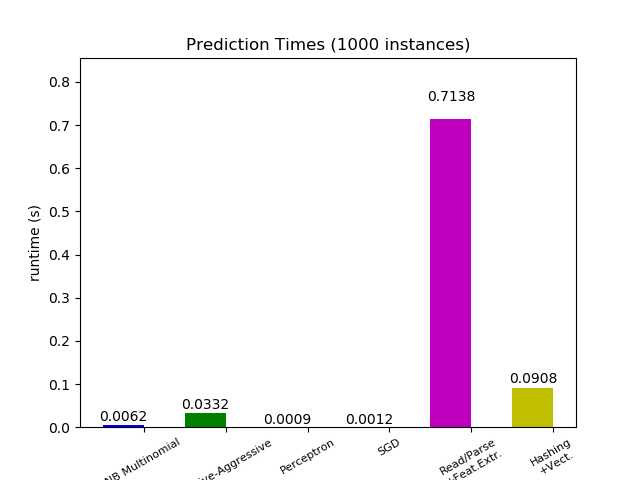 Prediction Times (1000 instances)
runtime (s)
0.8
0.7
0.6
0.5
0.4
0.3
0.2
0.1
0.0
0.0062
0.0332
0.0009
0.0012
0.7138
0.0908
NB Multinomial
ve-Aggressive
Perceptron
SGD
Read/Parse
+Feat.Extr.
Hashing
+Vect.